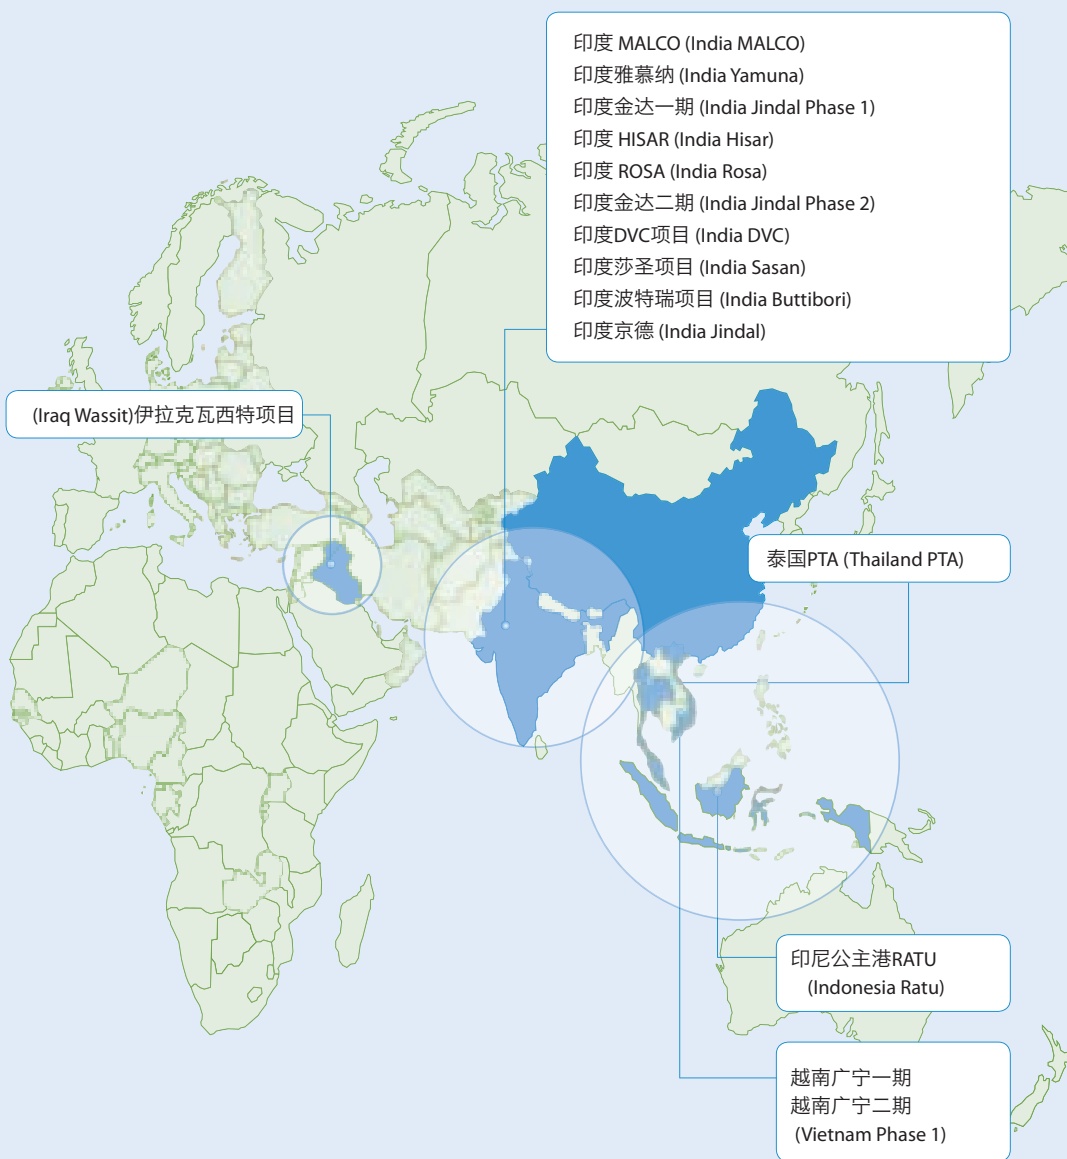 印度 MALCO (India MALCO)
印度雅慕纳 (India Yamuna)
印度金达一期 (India Jindal Phase 1)
印度 HISAR (India Hisar)
印度 ROSA (India Rosa)
印度金达二期 (India Jindal Phase 2)
印度DVC项目 (India DVC)
印度莎圣项目 (India Sasan)
印度波特瑞项目 (India Buttibori)
印度京德 (India Jindal)
(Iraq Wassit)伊拉克瓦西特项目
泰国PTA (Thailand PTA)
印尼公主港RATU
(Indonesia Ratu)
越南广宁一期
越南广宁二期
(Vietnam Phase 1)